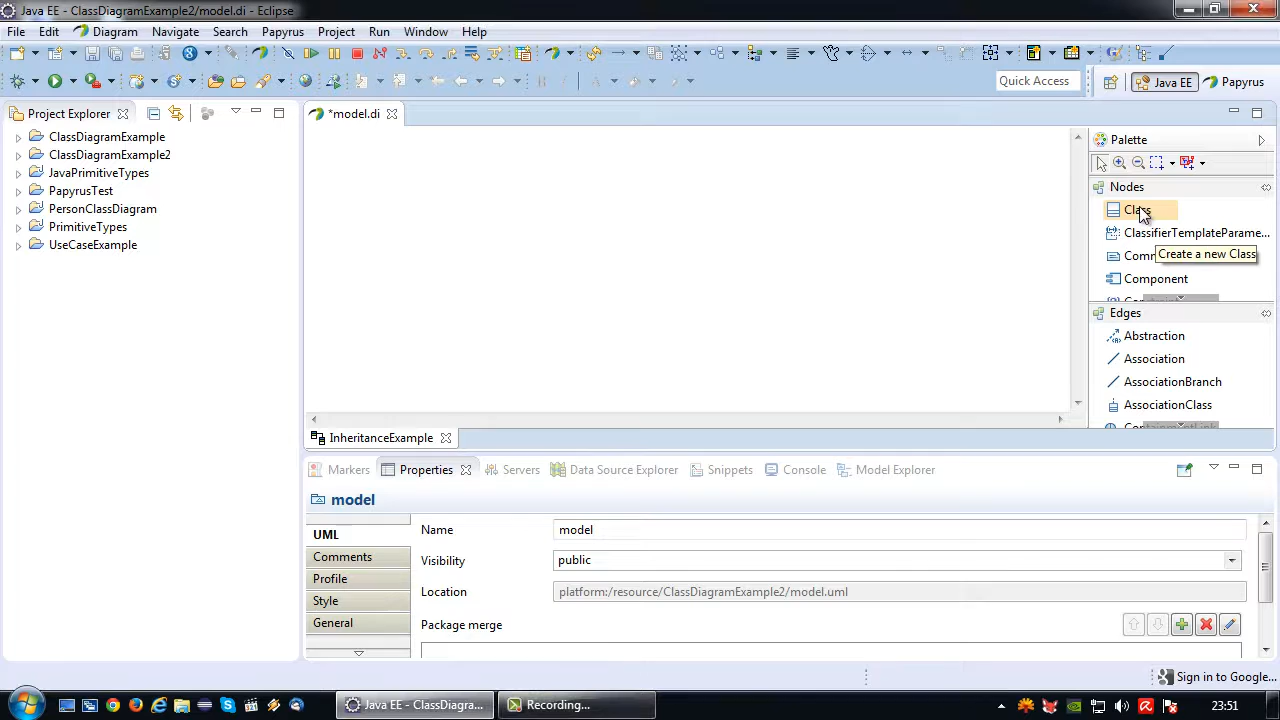 Java EE - ClassDiagramExample2/model.di - Eclipse
File Edit Diagram Navigate Search Papyrus Project Run Window Help
Quick Access Java EE Papyrus
Project Explorer
ClassDiagramExample
ClassDiagramExample2
JavaPrimitiveTypes
PapyrusTest
PersonClassDiagram
PrimitiveTypes
UseCaseExample
*model.di
Palette
Nodes
Class
ClassifierTemplateParame...
Create a new Class
Component
Edges
Abstraction
Association
AssociationBranch
AssociationClass
InheritanceExample
Markers Properties Servers Data Source Explorer Snippets Console Model Explorer
model
UML
Comments
Profile
Style
General
Name model
Visibility public
Location platform:/resource/ClassDiagramExample2/model.uml
Package merge
Sign in to Google...
Java EE - ClassDiagra...
Recording...
23:51